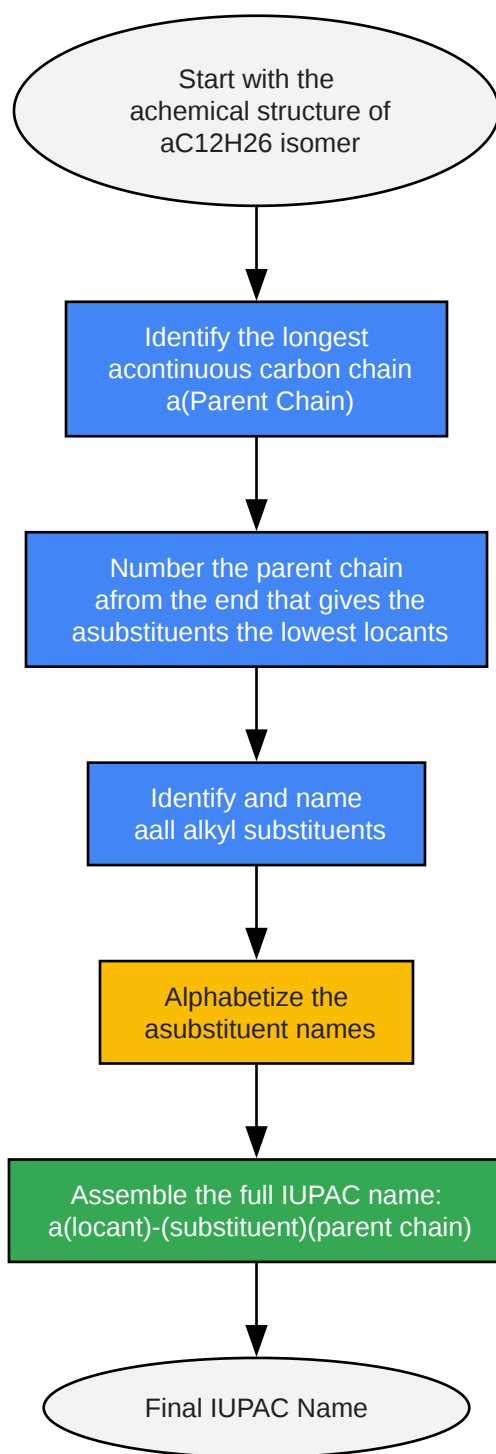 Start with the
achemical structure of
aC12H26 isomer
Identify the longest
acontinuous carbon chain
a(Parent Chain)
Number the parent chain
afrom the end that gives the
asubstituents the lowest locants
Identify and name
aall alkyl substituents
Alphabetize the
asubstituent names
Assemble the full IUPAC name:
a(locant)-(substituent)(parent chain)
Final IUPAC Name